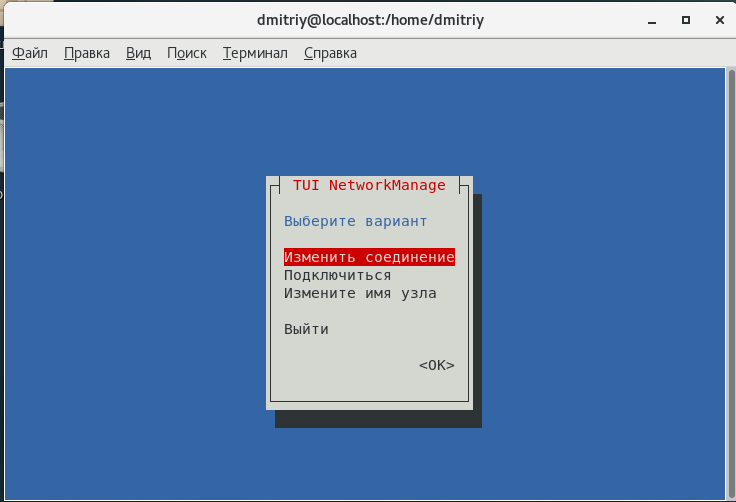 dmitriy@localhost:/home/dmitriy
Файл Правка Вид Поиск Терминал Справка
TUI NetworkManage
Выберите вариант
Изменить соединение
Подключиться
Измените имя узла
Выйти
<OK>